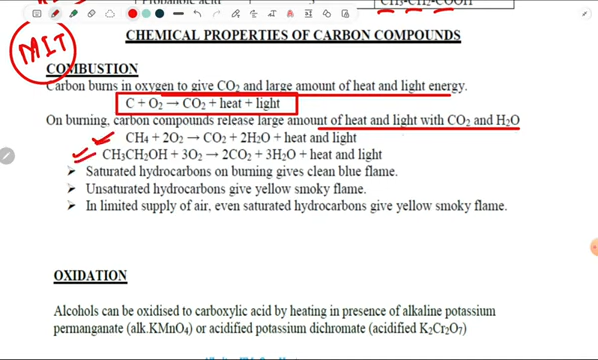 CH3-CH2-COOH
CHEMICAL PROPERTIES OF CARBON COMPOUNDS
MIT
COMBUSTION
Carbon burns in oxygen to give CO₂ and large amount of heat and light energy.
C + O₂ → CO₂ + heat + light
On burning, carbon compounds release large amount of heat and light with CO₂ and H₂O
CH₄ + 2O₂ → CO₂ + 2H₂O + heat and light
CH₃CH₂OH + 3O₂ → 2CO₂ + 3H₂O + heat and light
➤ Saturated hydrocarbons on burning gives clean blue flame.
➤ Unsaturated hydrocarbons give yellow smoky flame.
➤ In limited supply of air, even saturated hydrocarbons give yellow smoky flame.
OXIDATION
Alcohols can be oxidised to carboxylic acid by heating in presence of alkaline potassium
permanganate (alk.KMnO₄) or acidified potassium dichromate (acidified K₂Cr₂O₇)